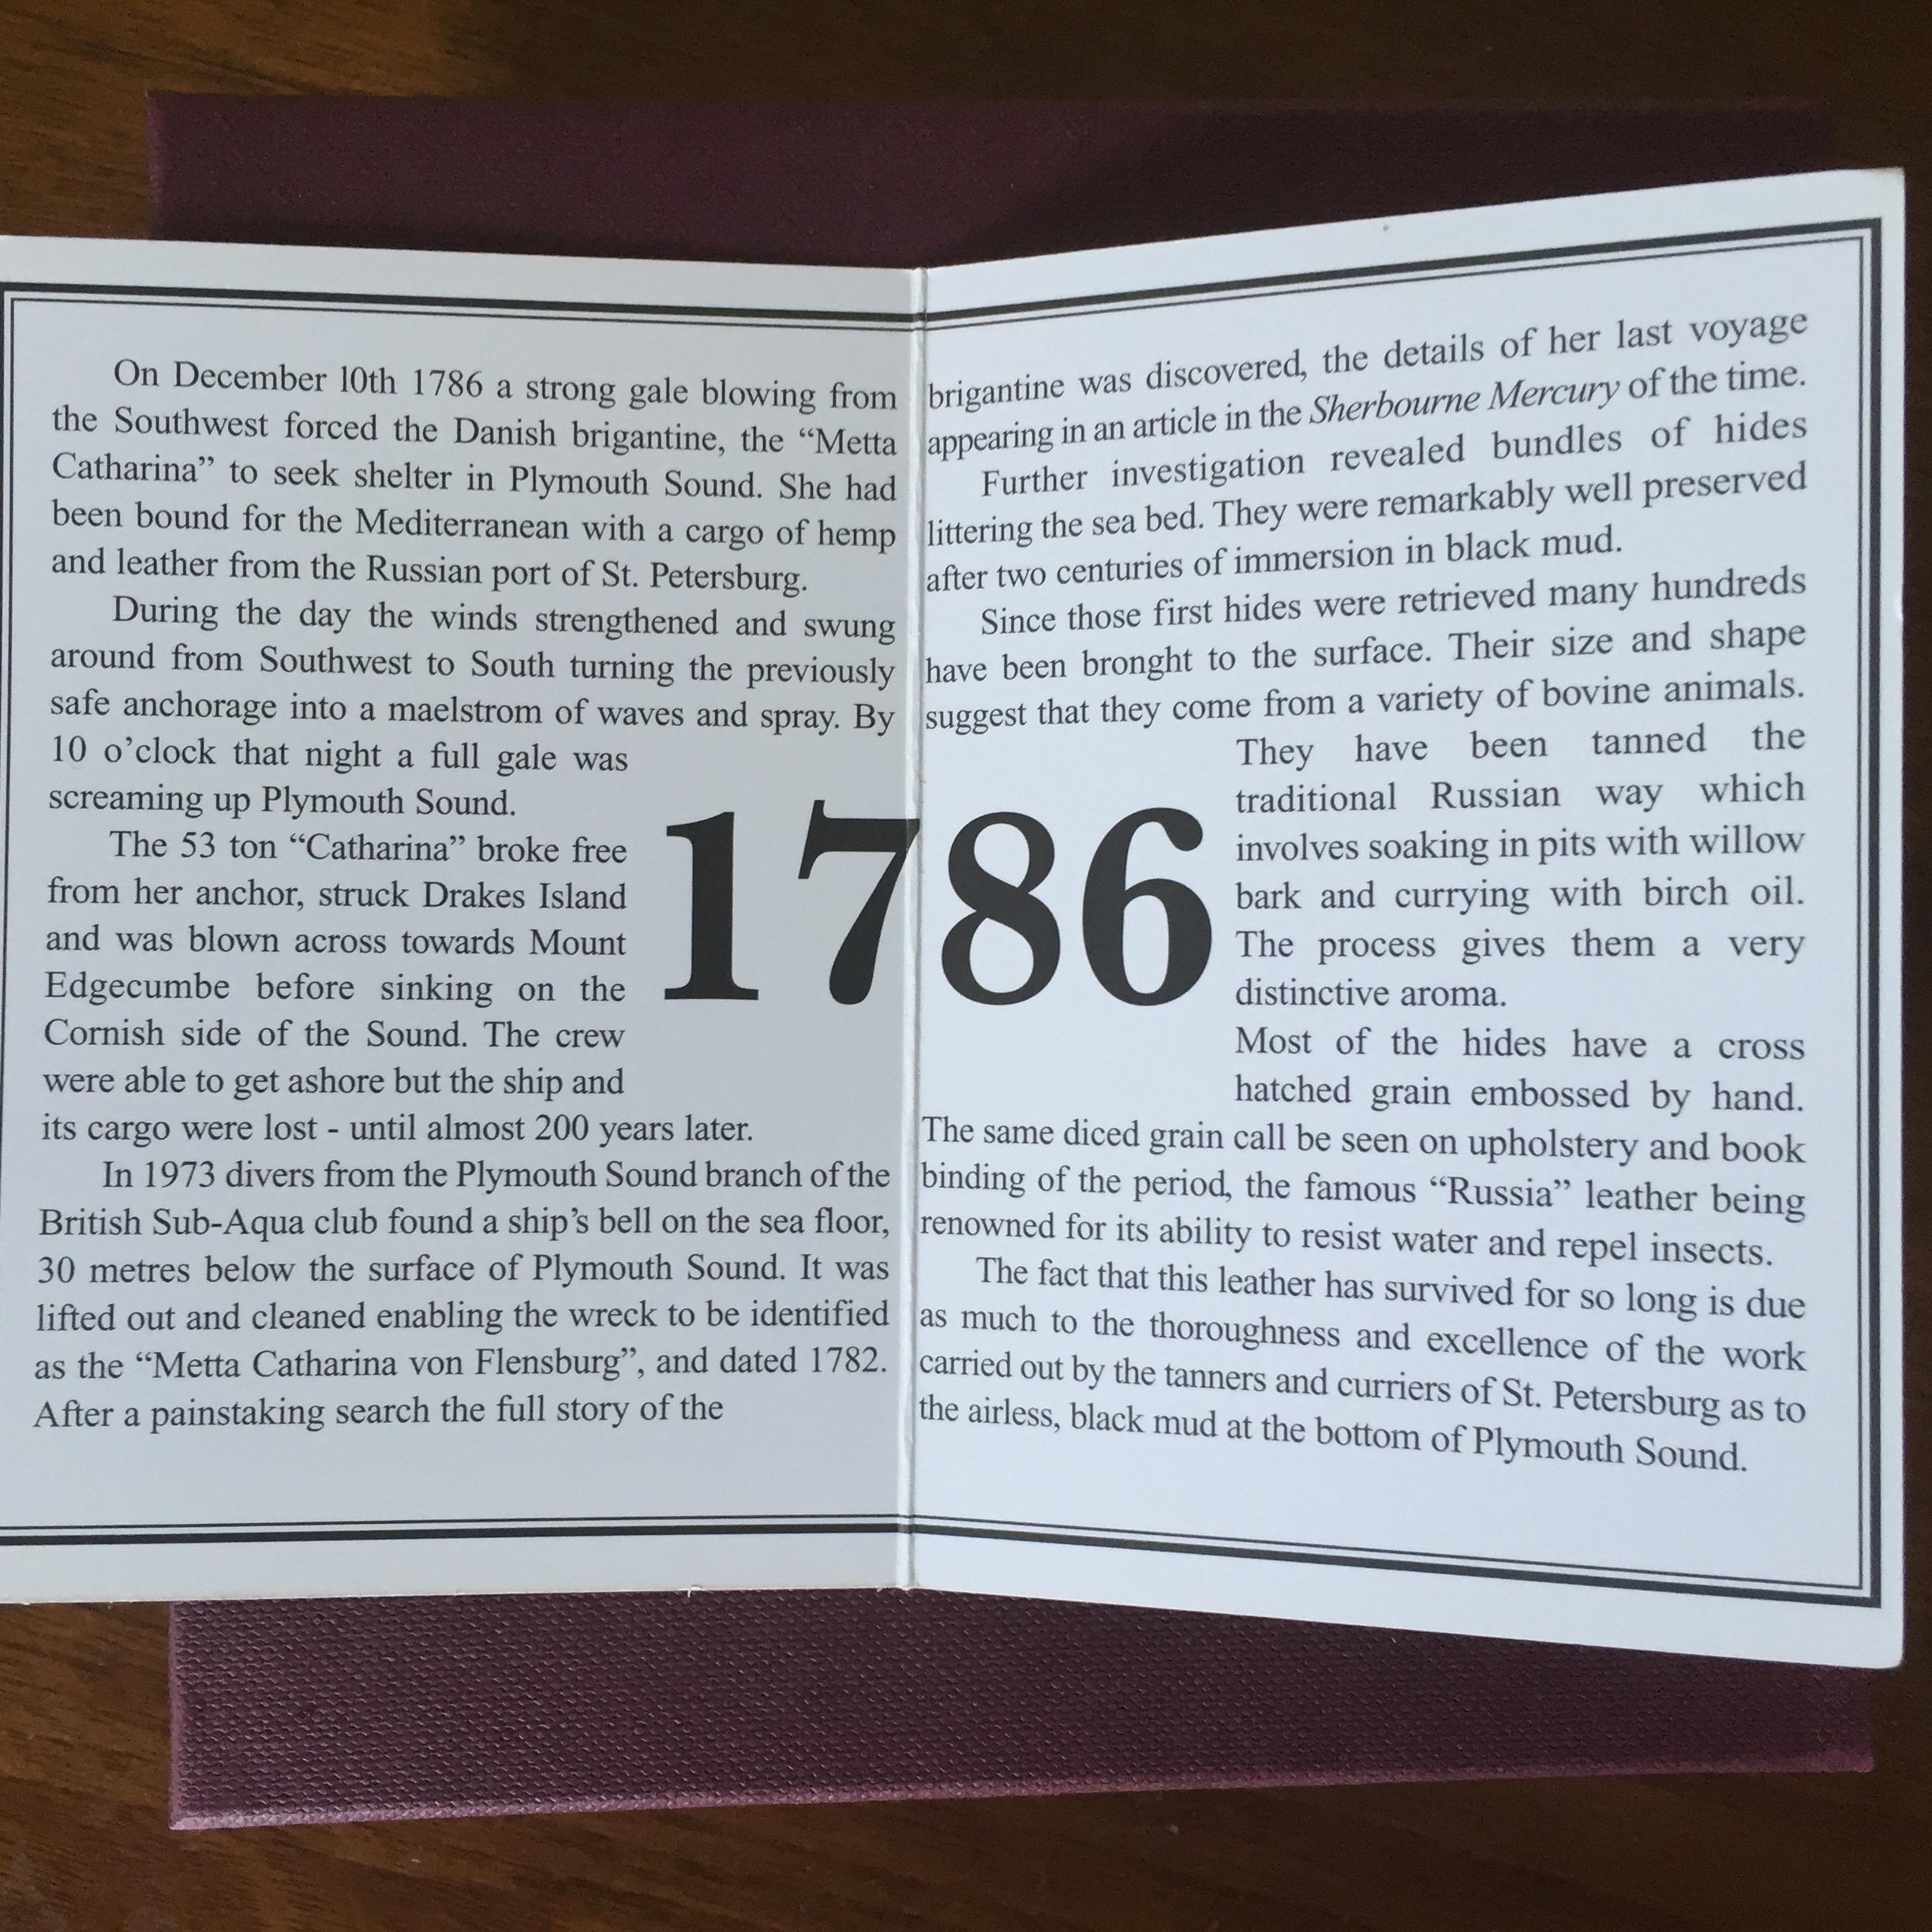 On December 10th 1786 a strong gale blowing from
the Southwest forced the Danish brigantine, the “Metta
Catharina” to seek shelter in Plymouth Sound. She had
been bound for the Mediterranean with a cargo of hemp
and leather from the Russian port of St. Petersburg.
During the day the winds strengthened and swung
around from Southwest to South turning the previously
safe anchorage into a maelstrom of waves and spray. By
10 o’clock that night a full gale was
screaming up Plymouth Sound.
The 53 ton “Catharina” broke free
from her anchor, struck Drakes Island
and was blown across towards Mount
Edgecumbe before sinking on the
Cornish side of the Sound. The crew
were able to get ashore but the ship and
its cargo were lost - until almost 200 years later.
In 1973 divers from the Plymouth Sound branch of the
British Sub-Aqua club found a ship’s bell on the sea floor,
30 metres below the surface of Plymouth Sound. It was
lifted out and cleaned enabling the wreck to be identified
as the “Metta Catharina von Flensburg”, and dated 1782.
After a painstaking search the full story of the
1786
brigantine was discovered, the details of her last voyage
appearing in an article in the Sherbourne Mercury of the time.
Further investigation revealed bundles of hides
littering the sea bed. They were remarkably well preserved
after two centuries of immersion in black mud.
Since those first hides were retrieved many hundreds
have been bronght to the surface. Their size and shape
suggest that they come from a variety of bovine animals.
They have been tanned the
traditional Russian way which
involves soaking in pits with willow
bark and currying with birch oil.
The process gives them a very
distinctive aroma.
Most of the hides have a cross
hatched grain embossed by hand.
The same diced grain call be seen on upholstery and book
binding of the period, the famous “Russia” leather being
renowned for its ability to resist water and repel insects.
The fact that this leather has survived for so long is due
as much to the thoroughness and excellence of the work
carried out by the tanners and curriers of St. Petersburg as to
the airless, black mud at the bottom of Plymouth Sound.